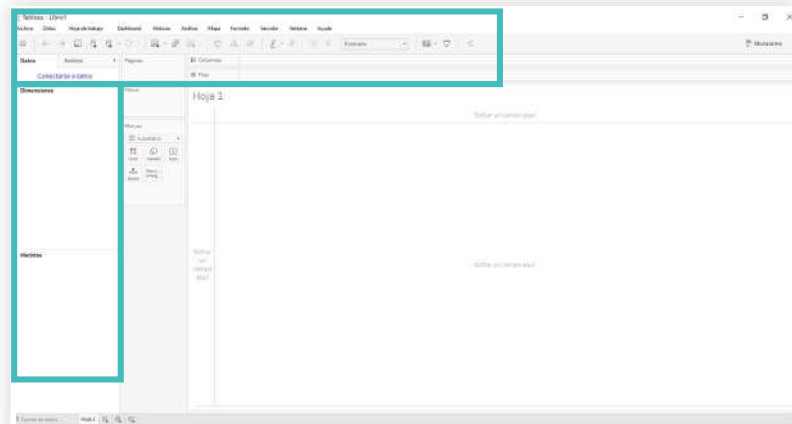 Tableau - Libro1
Archivo Datos Hoja de trabajo Dashboard Historia Análisis Mapa Formato Servidor Ventana Ayuda
Estándar
Mostrarme
Datos Análisis Páginas Columnas
Conectarse a datos Filas
Dimensiones Filtros
Hoja 1
Soltar un campo aquí
Marcas
Automático
Color Tamaño Texto
Detalle
Medidas
Soltar
un
campo
aquí
Soltar un campo aquí
Fuente de datos Hoja 1